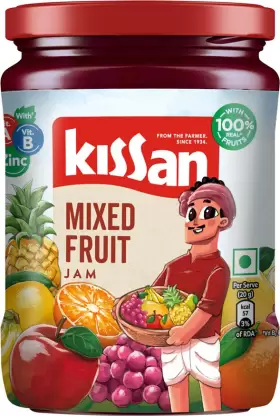 With
A
Vit.
B
Zinc
FROM THE FARMER.
SINCE 1934.
WITH
100%
REAL*
FRUITS
kissan
MIXED
FRUIT
JAM
Per Serve
(20 g)
kcal
57
3%
of RDA